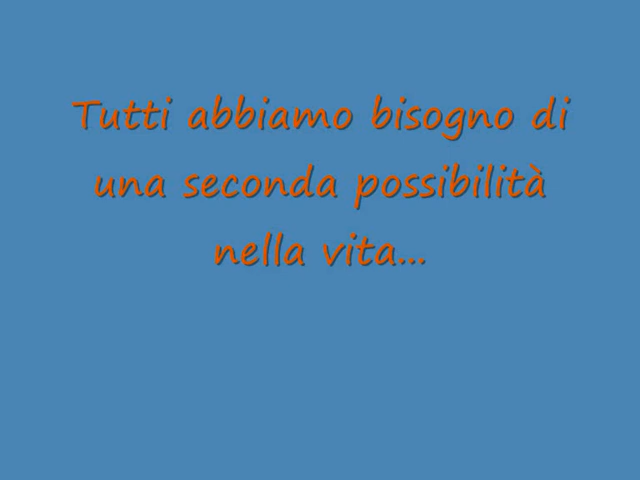 Tutti abbiamo bisogno di
una seconda possibilità
nella vita...